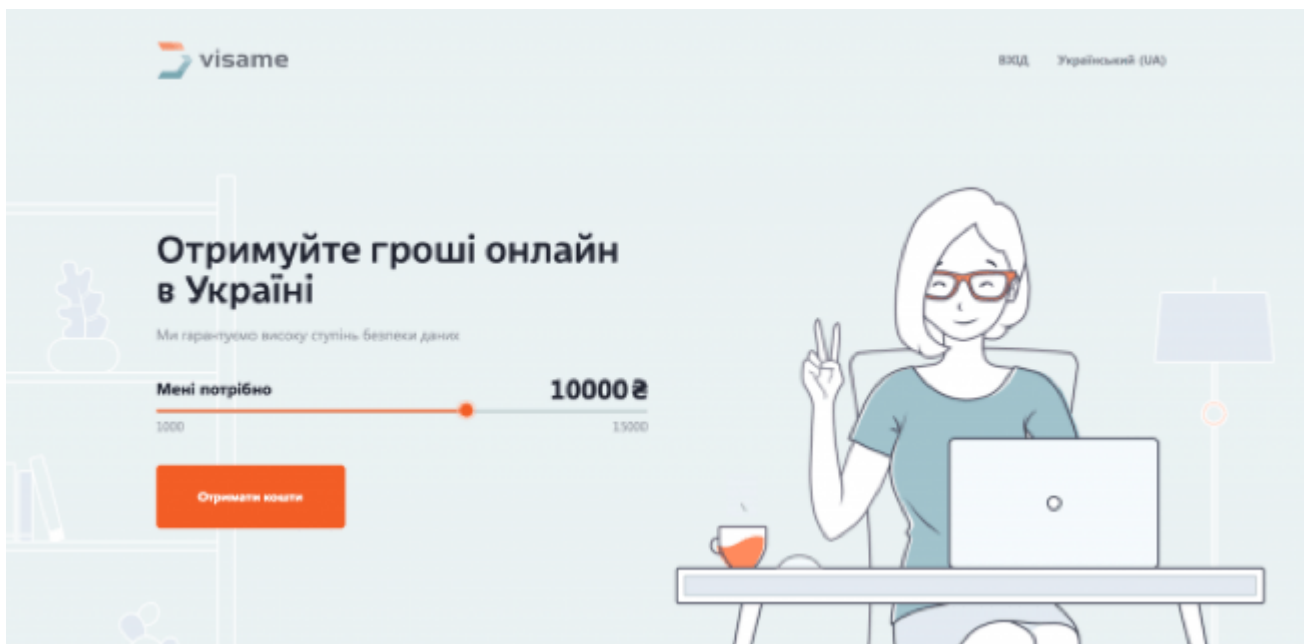 visame
ВХІД
Український (UA)
Отримуйте гроші онлайн
в Україні
Ми гарантуємо високу ступінь безпеки даних
Мені потрібно
10000₴
1000
15000
Отримати кошти